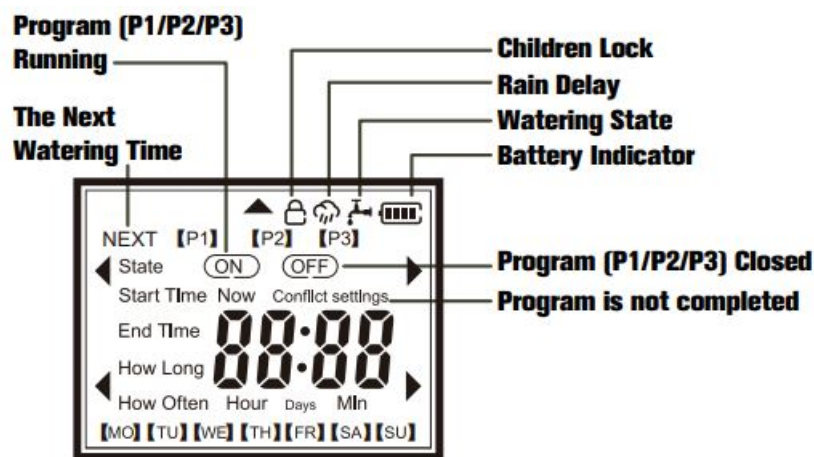 Program (P1/P2/P3)
Running
The Next
Watering Time
Children Lock
Rain Delay
Watering State
Battery Indicator
NEXT 【P1】 【P2】 【P3】
State ON OFF
Program (P1/P2/P3) Closed
Start Time Now Conflict settings
Program is not completed
End Time
88:88
How Long
How Often Hour Days Min
【MO】【TU】【WE】【TH】【FR】【SA】【SU】